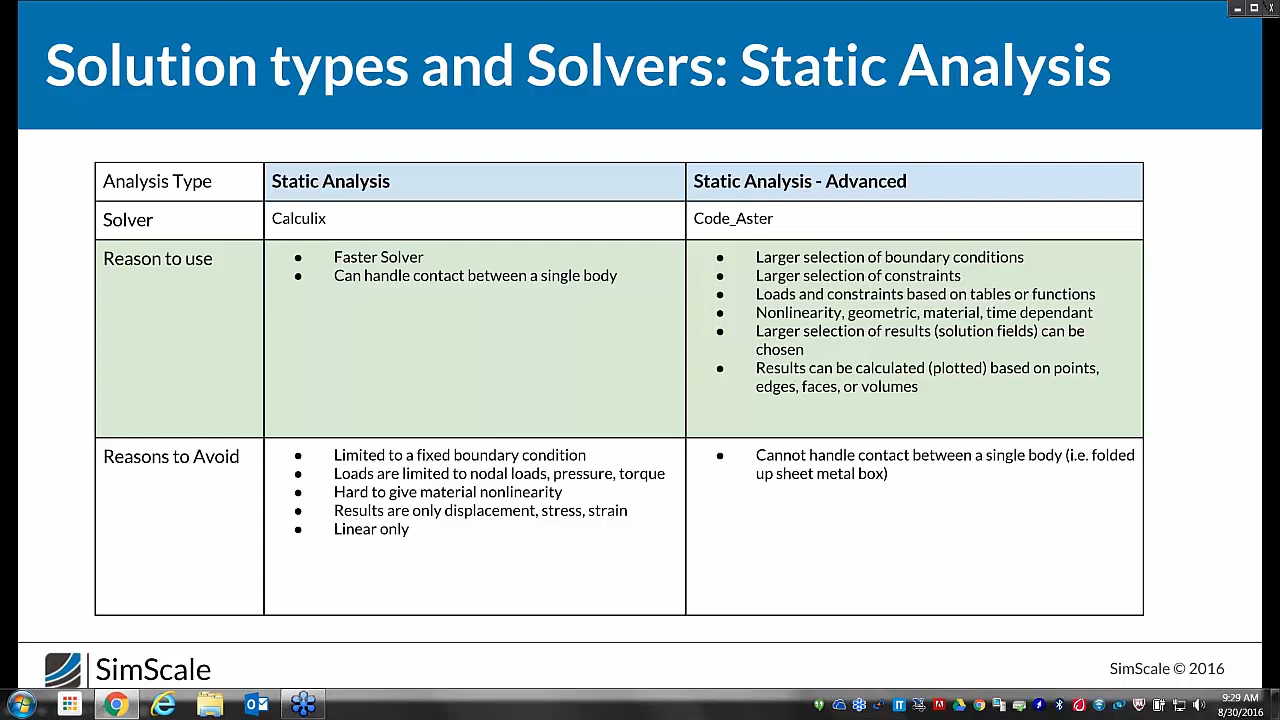 Solution types and Solvers: Static Analysis
Analysis Type
Static Analysis
Static Analysis - Advanced
Solver
Calculix
Code_Aster
Reason to use
• Faster Solver
• Can handle contact between a single body
• Larger selection of boundary conditions
• Larger selection of constraints
• Loads and constraints based on tables or functions
• Nonlinearity, geometric, material, time dependant
• Larger selection of results (solution fields) can be
chosen
• Results can be calculated (plotted) based on points,
edges, faces, or volumes
Reasons to Avoid
• Limited to a fixed boundary condition
• Loads are limited to nodal loads, pressure, torque
• Hard to give material nonlinearity
• Results are only displacement, stress, strain
• Linear only
• Cannot handle contact between a single body (i.e. folded
up sheet metal box)
SimScale
SimScale © 2016
9:29 AM
8/30/2016